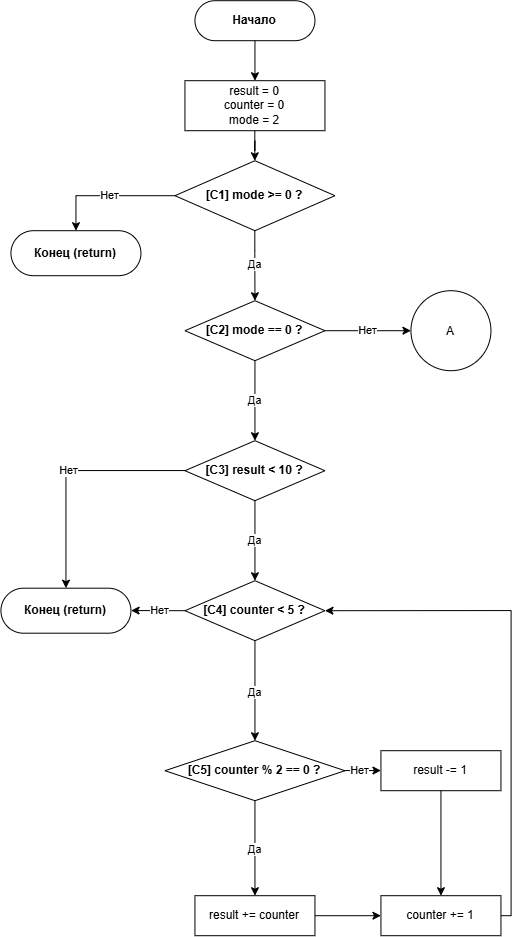 Начало
result = 0
counter = 0
mode = 2
[C1] mode >= 0 ?
Нет
Конец (return)
Да
[C2] mode == 0 ?
Нет
A
Да
[C3] result < 10 ?
Нет
Да
[C4] counter < 5 ?
Нет
Конец (return)
Да
[C5] counter % 2 == 0 ?
Нет
result -= 1
Да
result += counter
counter += 1